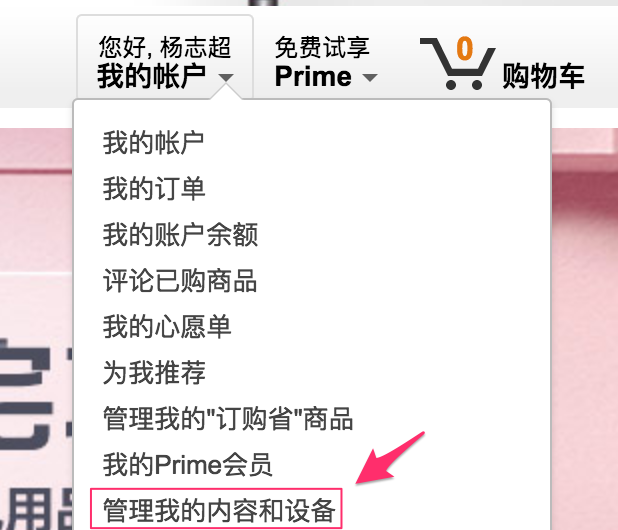 您好, 杨志超
我的帐户
免费试享
Prime
0
购物车
我的帐户
我的订单
我的账户余额
评论已购商品
我的心愿单
为我推荐
管理我的"订购省"商品
我的Prime会员
管理我的内容和设备
用品